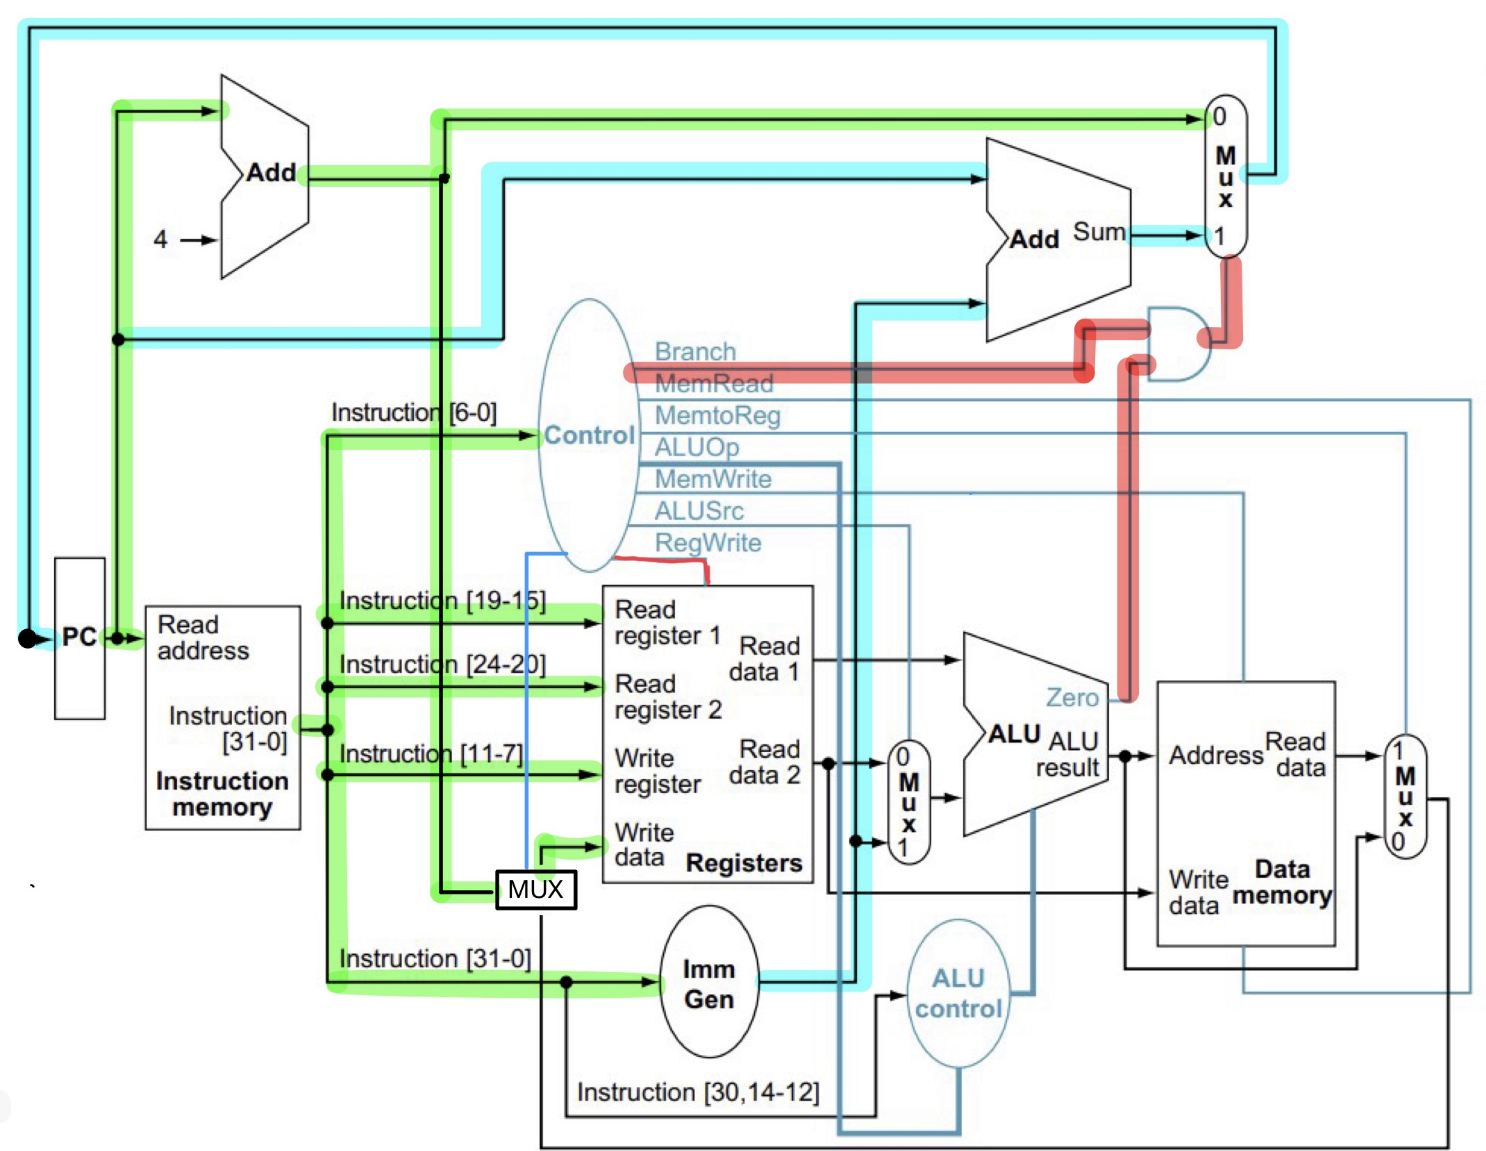 0
M
u
x
1
Add
4
Add Sum
Branch
MemRead
MemtoReg
ALUOp
MemWrite
ALUSrc
RegWrite
Instruction [6-0]
Control
PC
Read
address
Instruction
[31-0]
Instruction
memory
Instruction [19-15]
Instruction [24-20]
Instruction [11-7]
Read
register 1
Read
data 1
Read
register 2
Write
register
Read
data 2
Write
data
Registers
MUX
0
M
u
x
1
Zero
ALU
ALU
result
Address
Read
data
Write
data
Data
memory
1
M
u
x
0
Instruction [31-0]
Imm
Gen
ALU
control
Instruction [30,14-12]